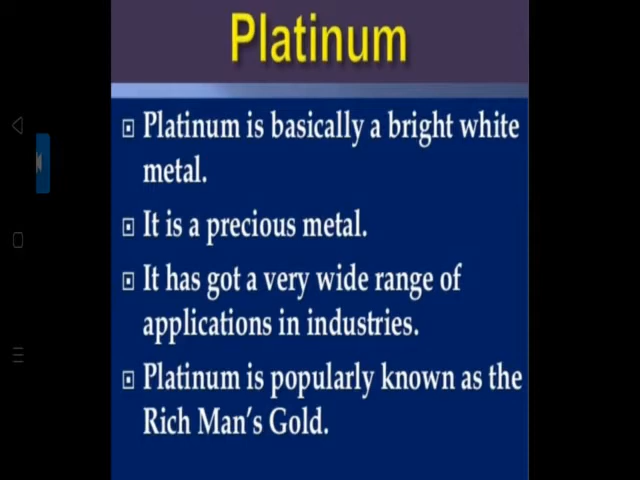 Platinum
Platinum is basically a bright white
metal.
It is a precious metal.
It has got a very wide range of
applications in industries.
Platinum is popularly known as the
Rich Man's Gold.